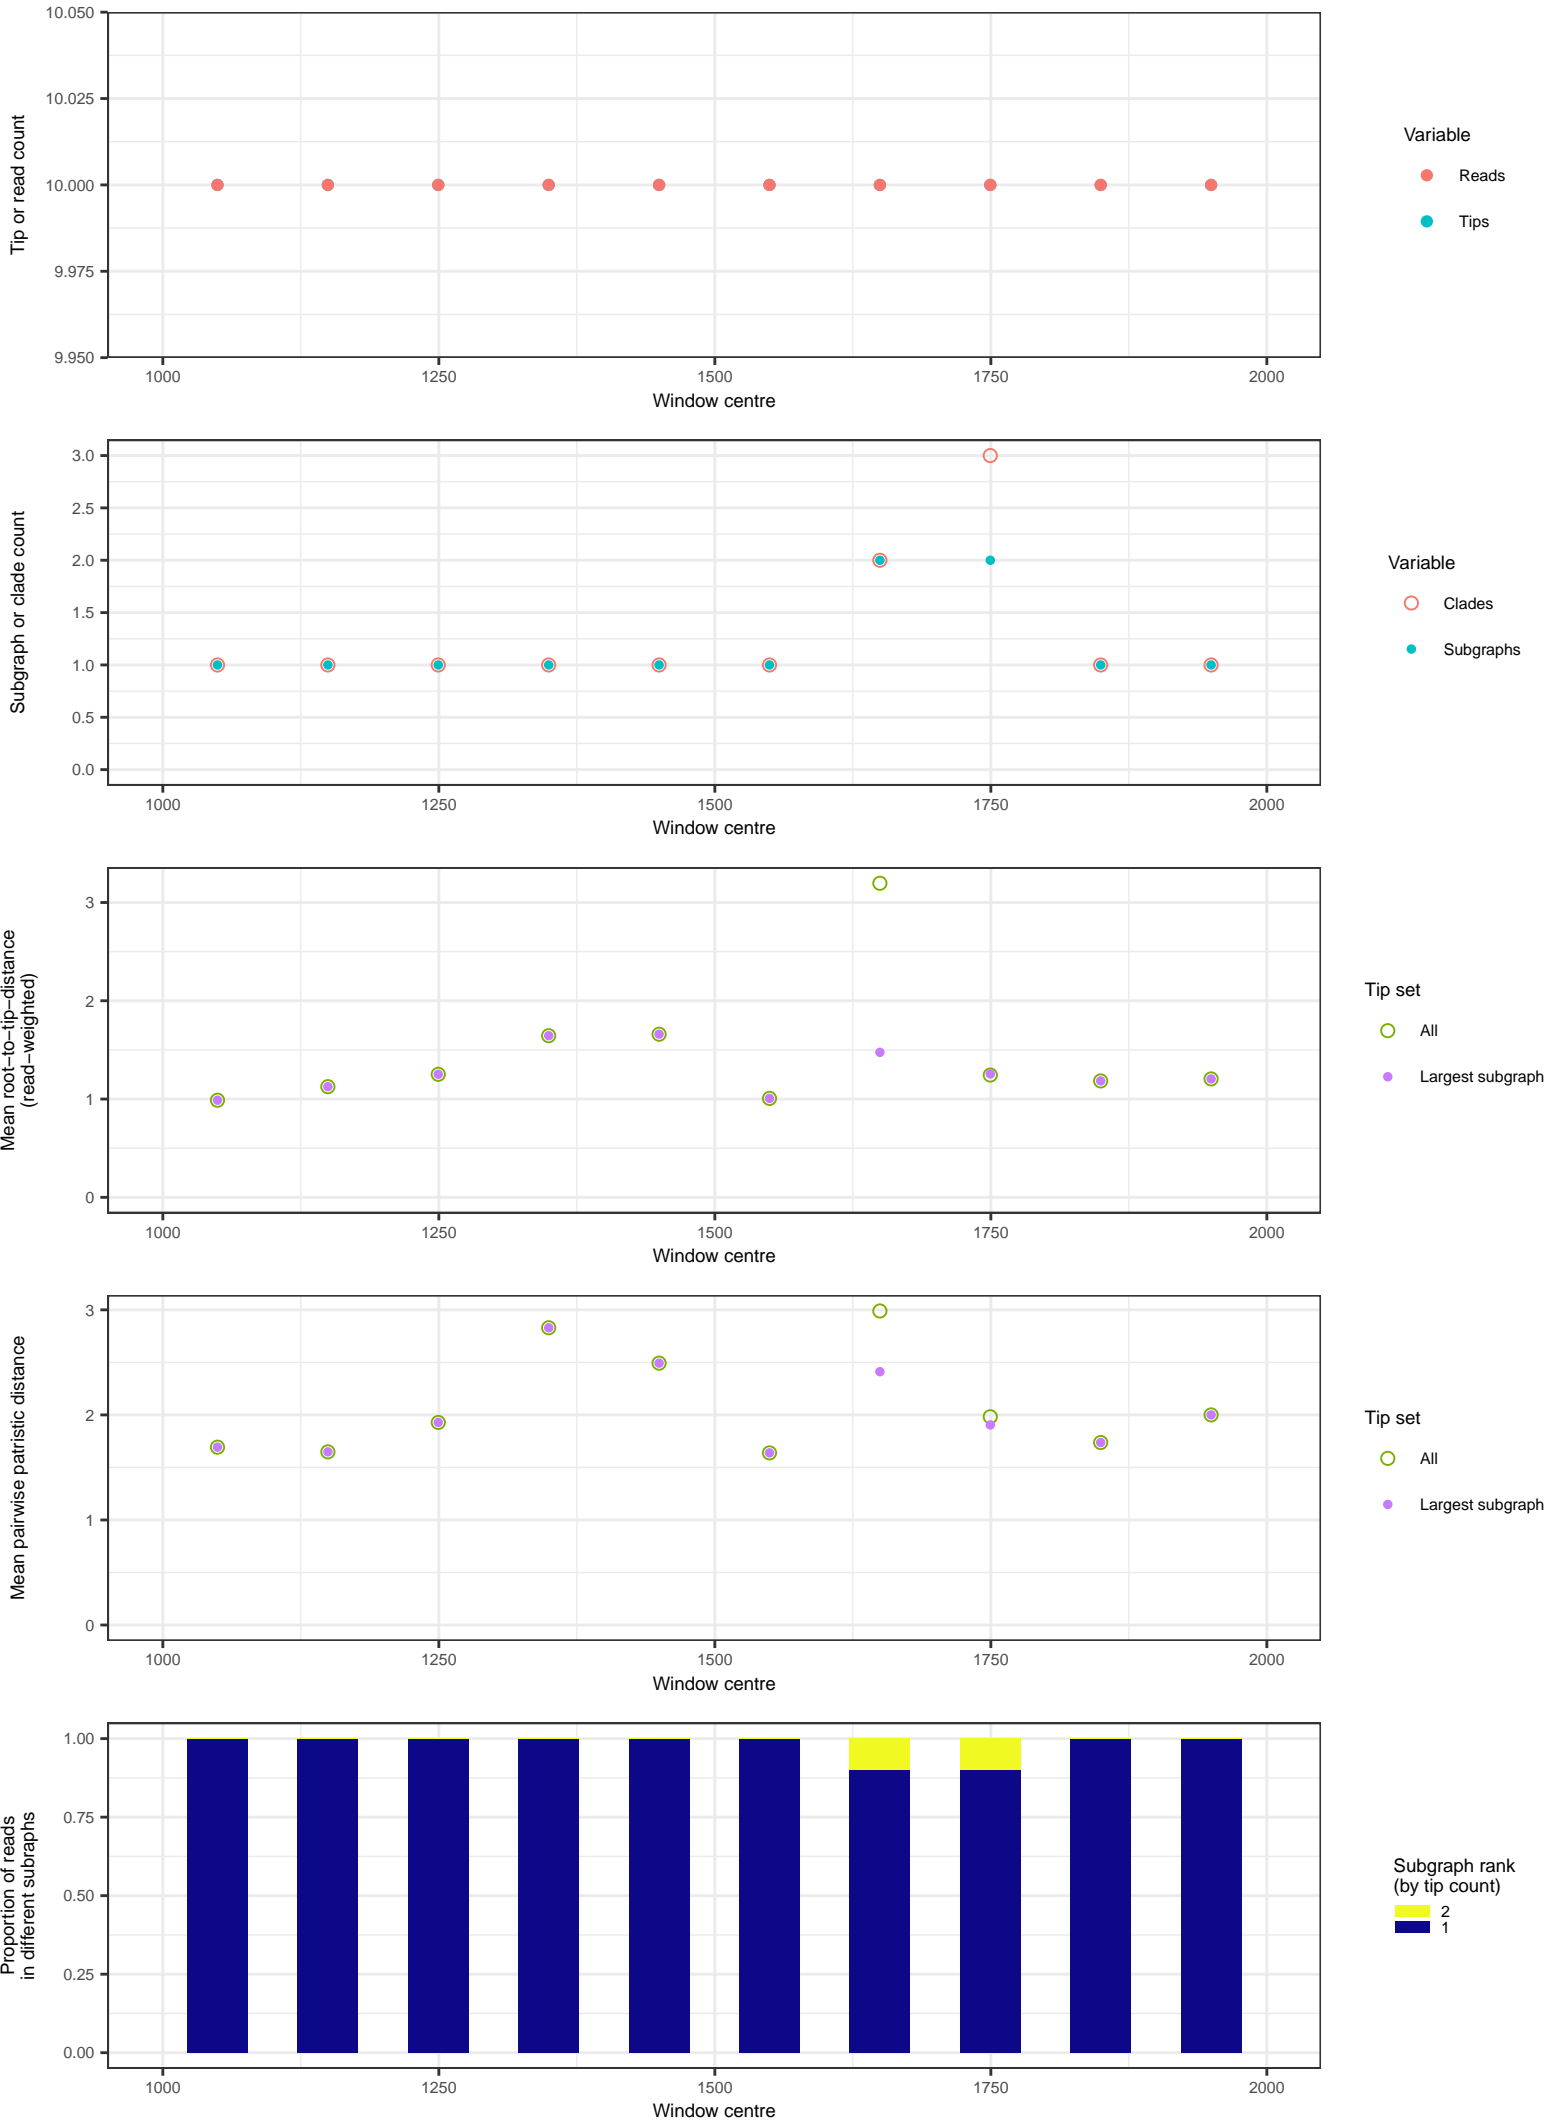 10.050
10.025
10.000
9.975
9.950
Tip or read count
1000 1250 1500 1750 2000
Window centre
Variable
Reads
Tips
3.0
2.5
2.0
1.5
1.0
0.5
0.0
Subgraph or clade count
1000 1250 1500 1750 2000
Window centre
Variable
Clades
Subgraphs
3
2
1
0
Mean root−to−tip−distance
(read−weighted)
1000 1250 1500 1750 2000
Window centre
Tip set
All
Largest subgraph
3
2
1
0
Mean pairwise patristic distance
1000 1250 1500 1750 2000
Window centre
Tip set
All
Largest subgraph
1.00
0.75
0.50
0.25
0.00
Proportion of reads
in different subraphs
1000 1250 1500 1750 2000
Window centre
Subgraph rank
(by tip count)
2
1